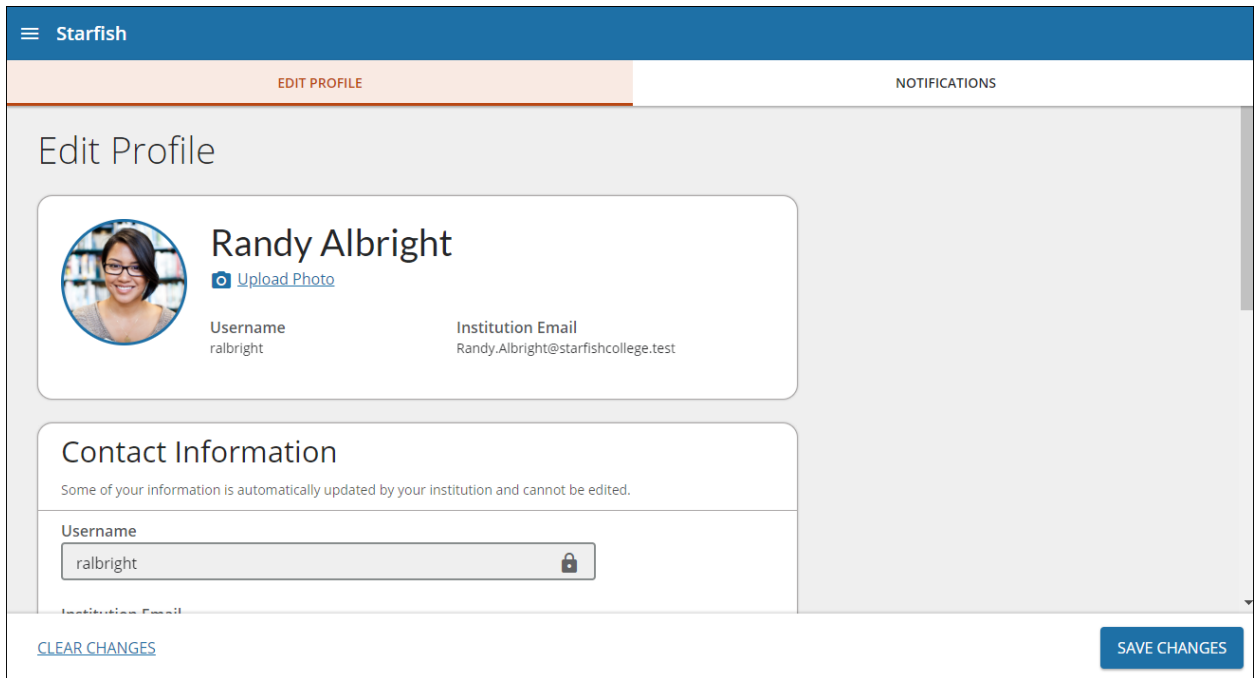 Starfish
EDIT PROFILE
NOTIFICATIONS
Edit Profile
Randy Albright
Upload Photo
Username
Institution Email
ralbright
Randy.Albright@starfishcollege.test
Contact Information
Some of your information is automatically updated by your institution and cannot be edited.
Username
ralbright
Institution Email
CLEAR CHANGES
SAVE CHANGES